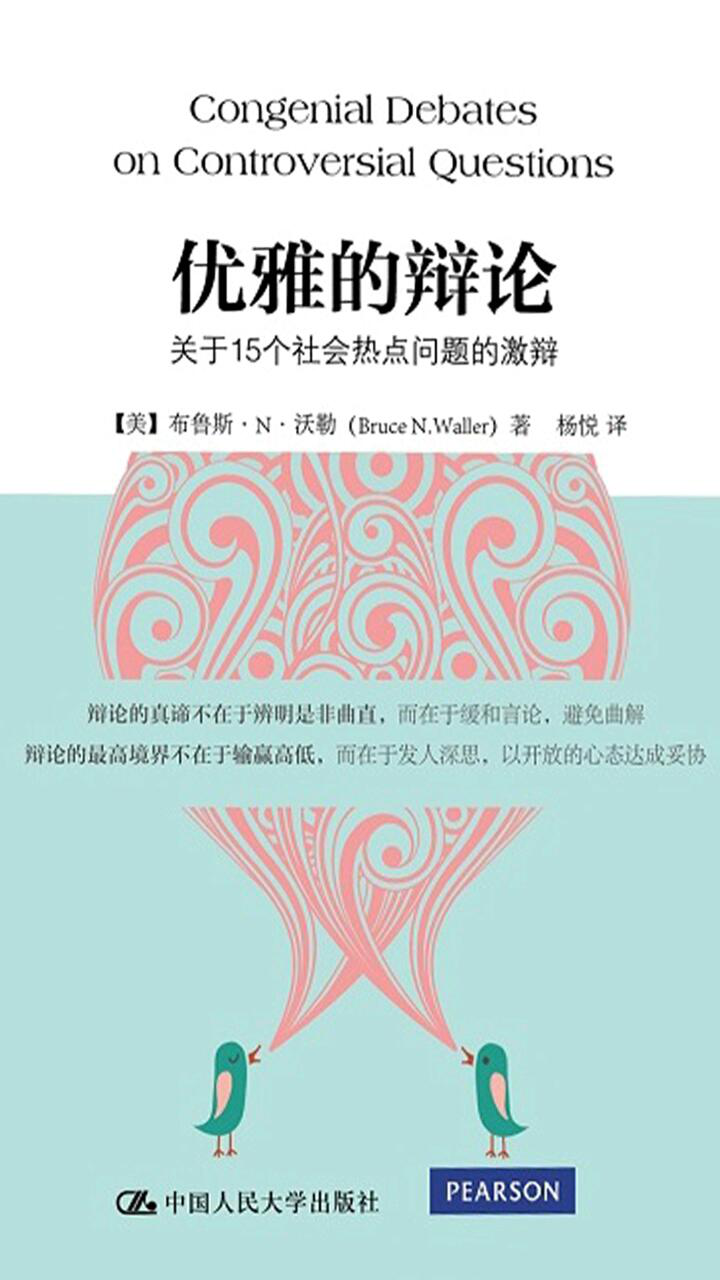 Congenial Debates
on Controversial Questions
优雅的辩论
关于15个社会热点问题的激辩
【美】布鲁斯·N·沃勒（Bruce N.Waller）著 杨悦 译
辩论的真谛不在于辨明是非曲直，而在于缓和言论，避免曲解
辩论的最高境界不在于输赢高低，而在于发人深思，以开放的心态达成妥协
中国人民大学出版社
PEARSON